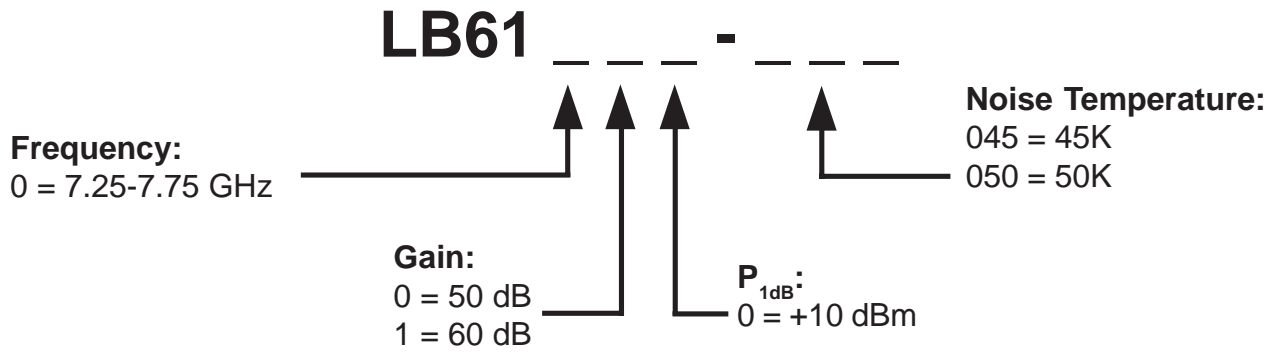 LB61 _ _ _ - _ _ _
Noise Temperature:
045 = 45K
050 = 50K
Frequency:
0 = 7.25-7.75 GHz
Gain:
0 = 50 dB
1 = 60 dB
P1dB:
0 = +10 dBm